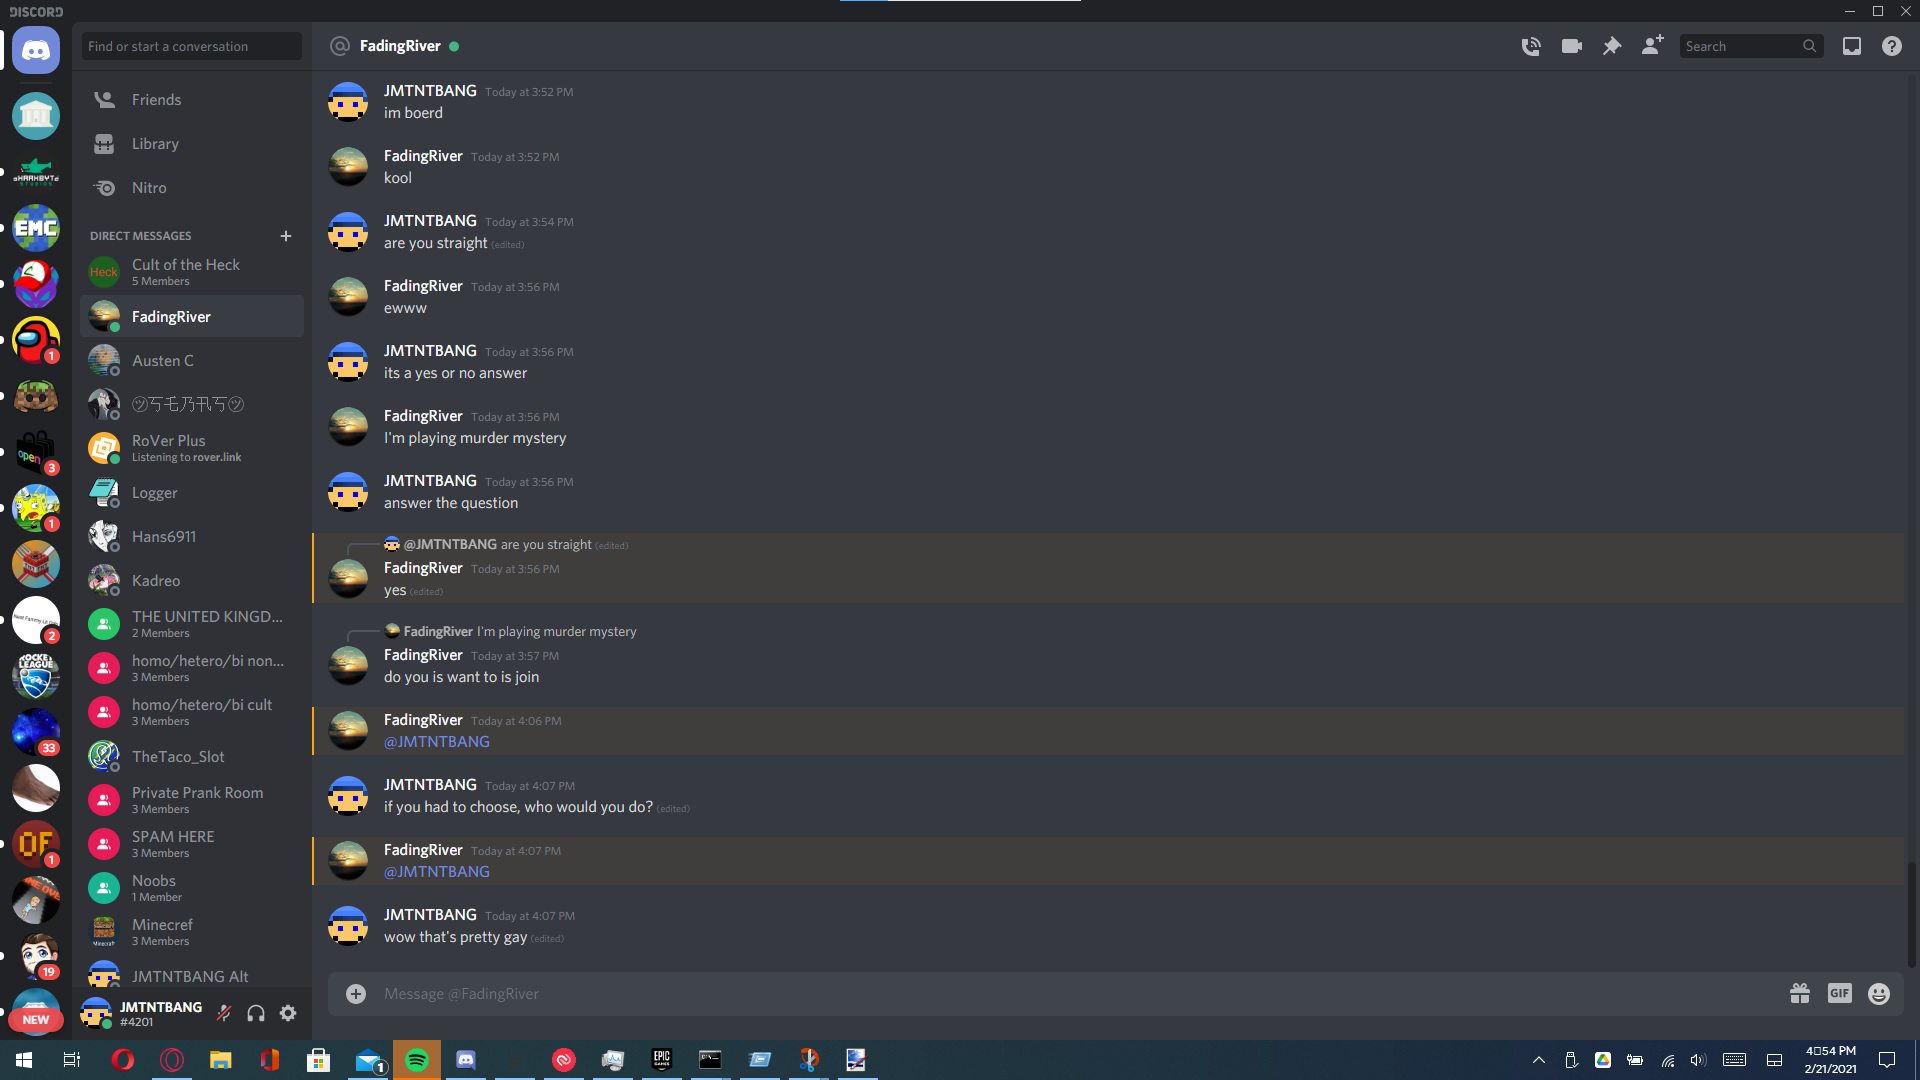 DISCORD
Find or start a conversation
Friends
Library
Nitro
DIRECT MESSAGES
Heck
Cult of the Heck
5 Members
FadingRiver
Austen C
RoVer Plus
Listening to rover.link
Logger
Hans6911
Kadreo
THE UNITED KINGD...
2 Members
homo/hetero/bi non...
3 Members
homo/hetero/bi cult
3 Members
TheTaco_Slot
Private Prank Room
3 Members
SPAM HERE
3 Members
Noobs
1 Member
Minecref
3 Members
JMTNTBANG Alt
JMTNTBANG
#4201
EMC
1
open
3
1
2
ROCKET
LEAGUE
33
OF
1
19
NEW
FadingRiver
Search
JMTNTBANG Today at 3:52 PM
im boerd
FadingRiver Today at 3:52 PM
kool
JMTNTBANG Today at 3:54 PM
are you straight (edited)
FadingRiver Today at 3:56 PM
ewww
JMTNTBANG Today at 3:56 PM
its a yes or no answer
FadingRiver Today at 3:56 PM
I'm playing murder mystery
JMTNTBANG Today at 3:56 PM
answer the question
@JMTNTBANG are you straight (edited)
FadingRiver Today at 3:56 PM
yes (edited)
FadingRiver I'm playing murder mystery
FadingRiver Today at 3:57 PM
do you is want to is join
FadingRiver Today at 4:06 PM
@JMTNTBANG
JMTNTBANG Today at 4:07 PM
if you had to choose, who would you do? (edited)
FadingRiver Today at 4:07 PM
@JMTNTBANG
JMTNTBANG Today at 4:07 PM
wow that's pretty gay (edited)
Message @FadingRiver
GIF
1
EPIC
GAMES
4□54 PM
2/21/2021